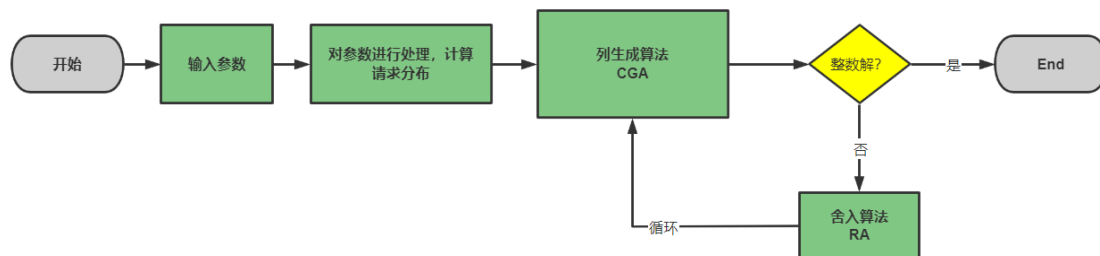 开始
输入参数
对参数进行处理，计算
请求分布
列生成算法
CGA
整数解？
是
End
否
舍入算法
RA
循环